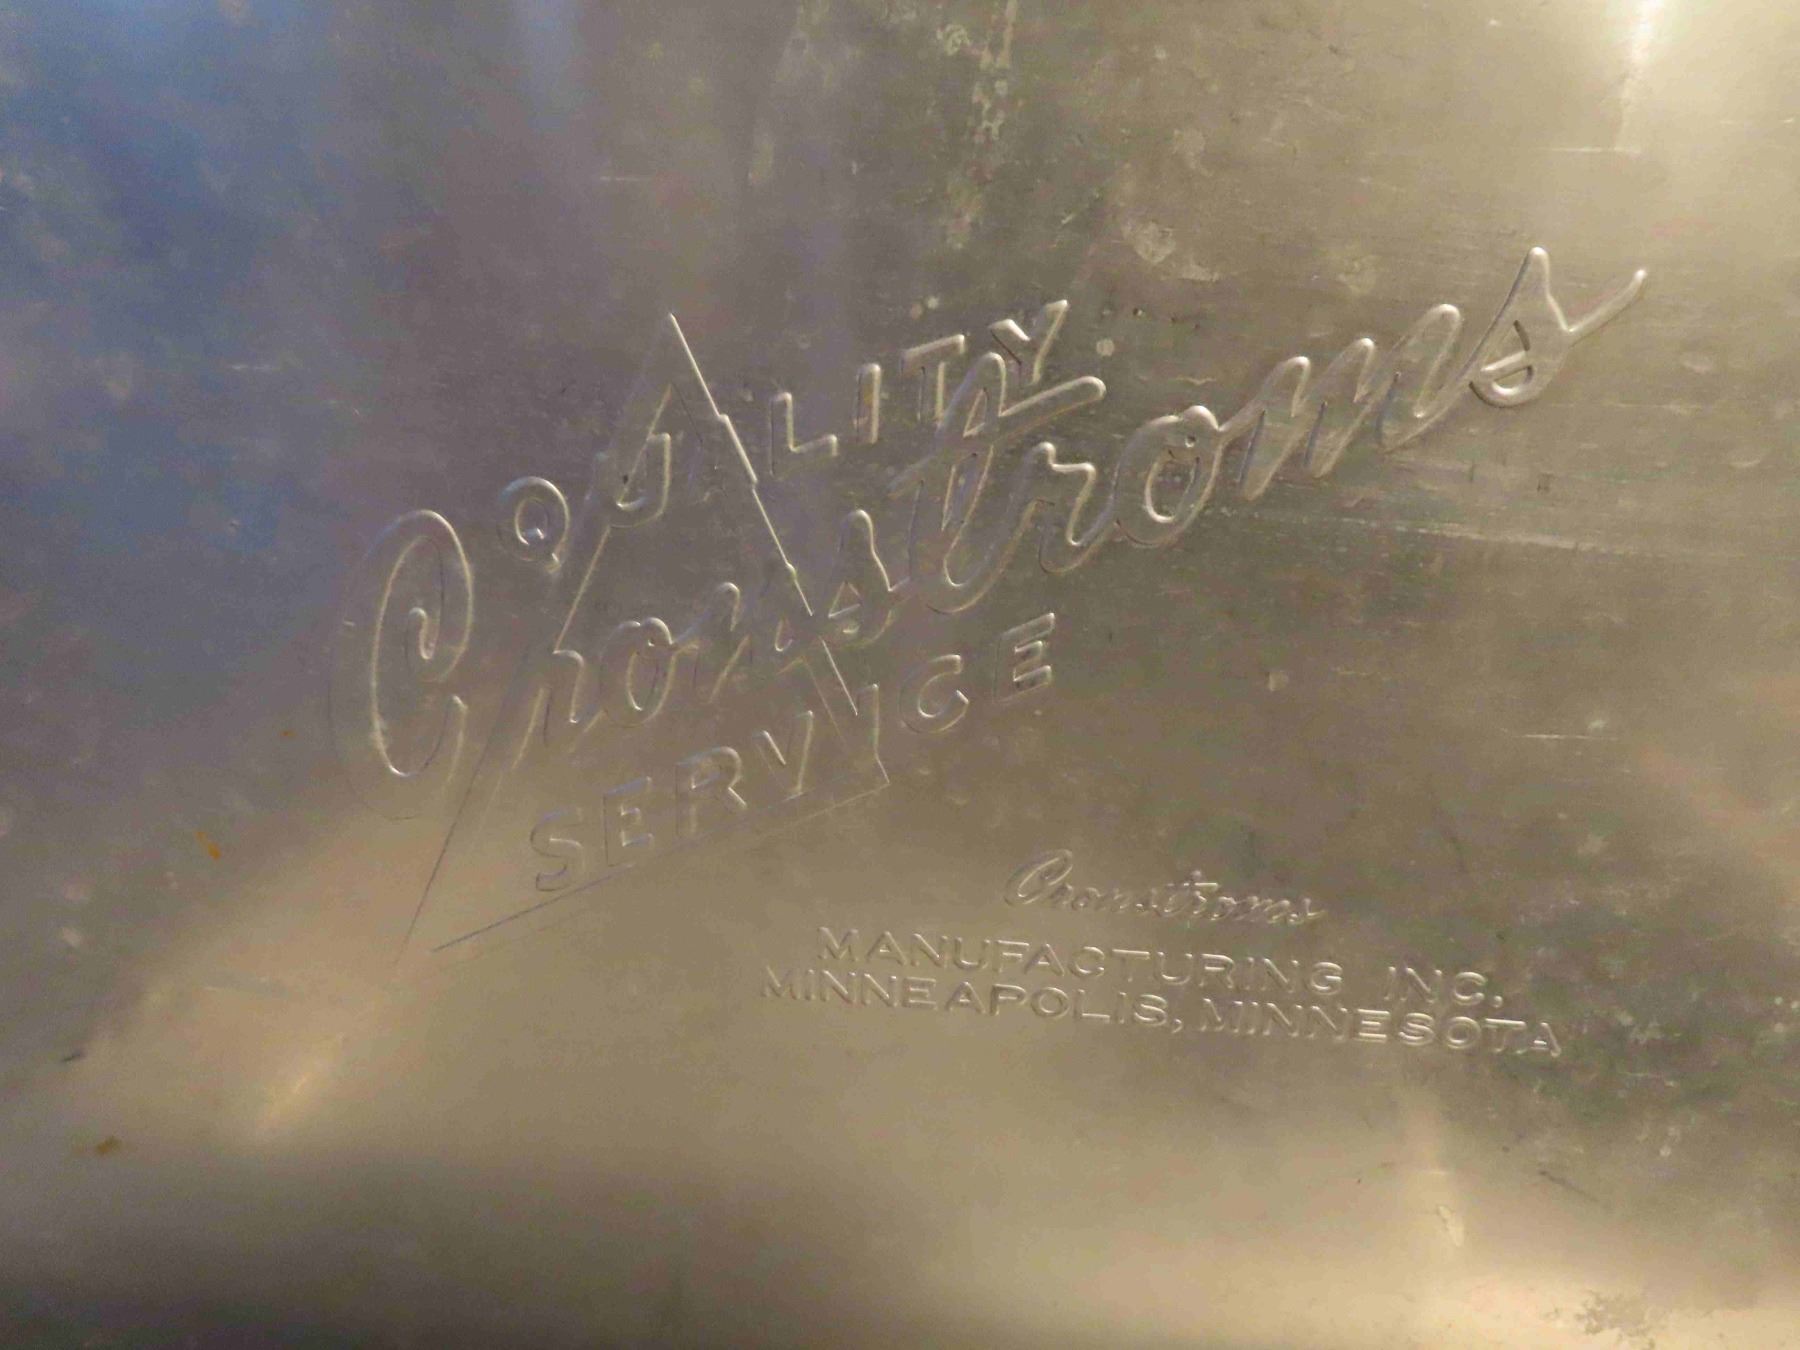 QUALITY
Cronstroms
SERVICE
Cronstroms
MANUFACTURING INC.
MINNEAPOLIS, MINNESOTA